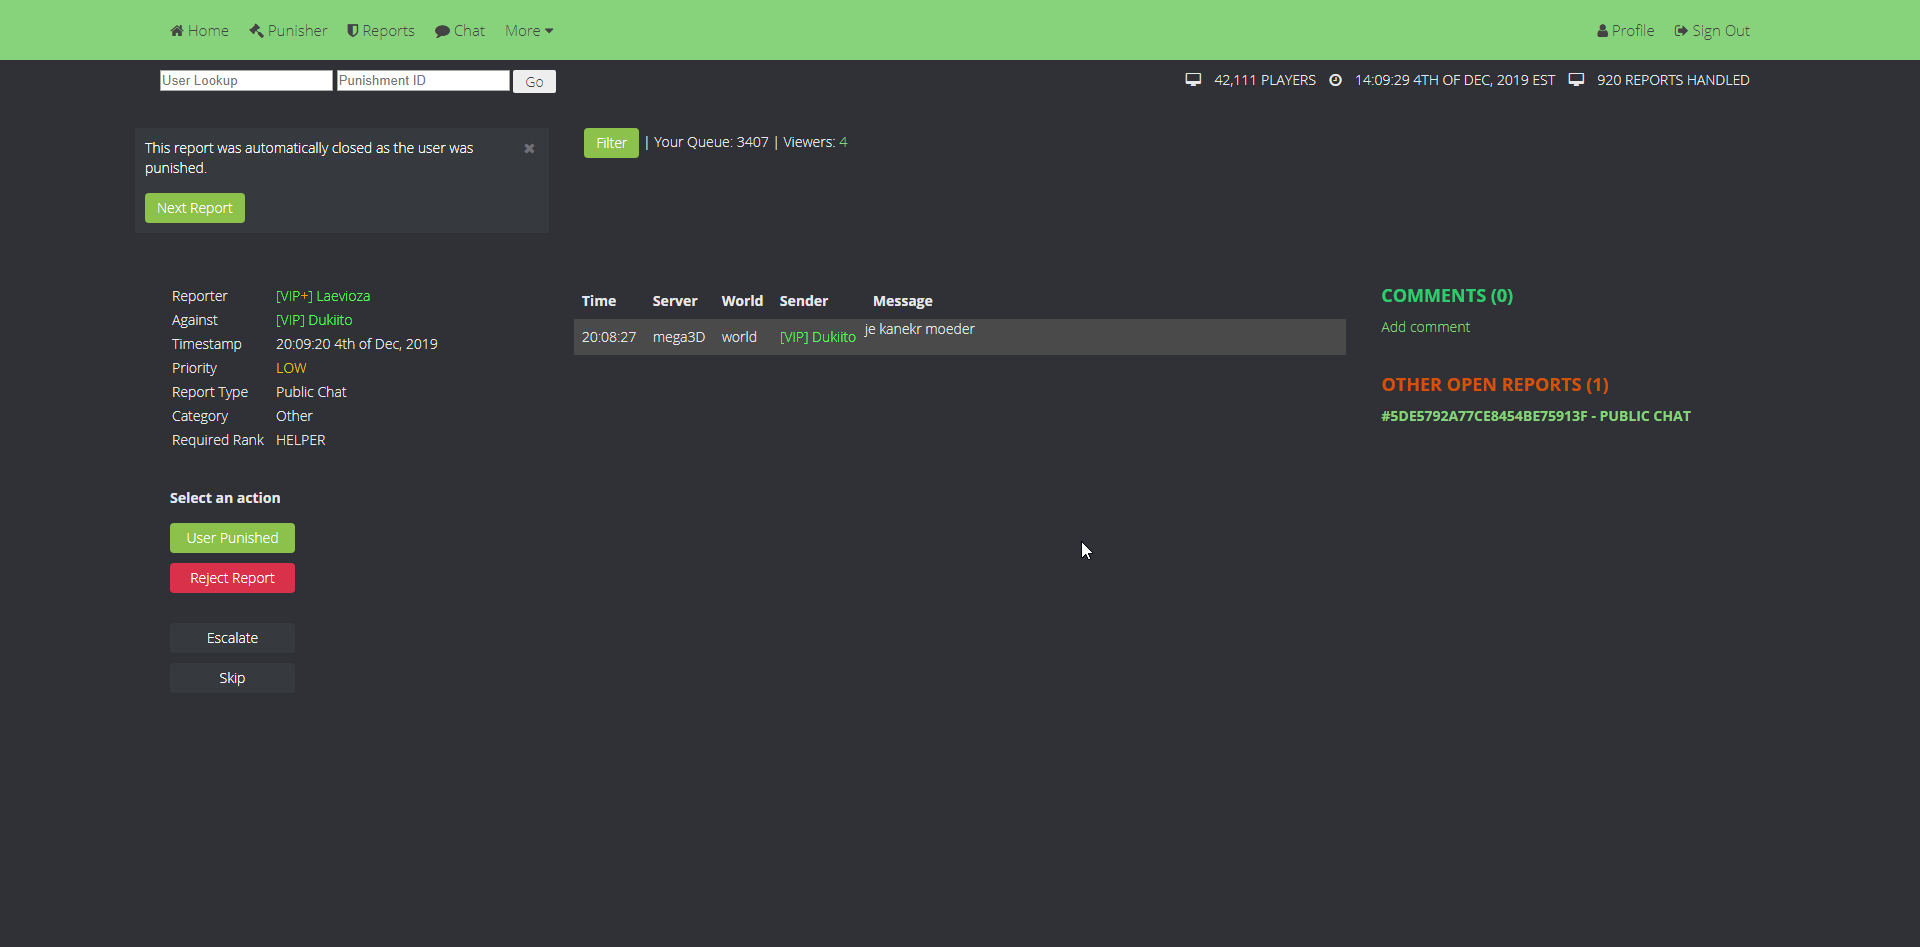 Home Punisher Reports Chat More Profile Sign Out
User Lookup Punishment ID Go 42,111 PLAYERS 14:09:29 4TH OF DEC, 2019 EST 920 REPORTS HANDLED
This report was automatically closed as the user was
punished.
Next Report
Filter | Your Queue: 3407 | Viewers: 4
Reporter [VIP+] Laevioza
Against [VIP] Dukiito
Timestamp 20:09:20 4th of Dec, 2019
Priority LOW
Report Type Public Chat
Category Other
Required Rank HELPER
Select an action
User Punished
Reject Report
Escalate
Skip
Time Server World Sender Message
20:08:27 mega3D world [VIP] Dukiito je kanekr moeder
COMMENTS (0)
Add comment
OTHER OPEN REPORTS (1)
#5DE5792A77CE8454BE75913F - PUBLIC CHAT